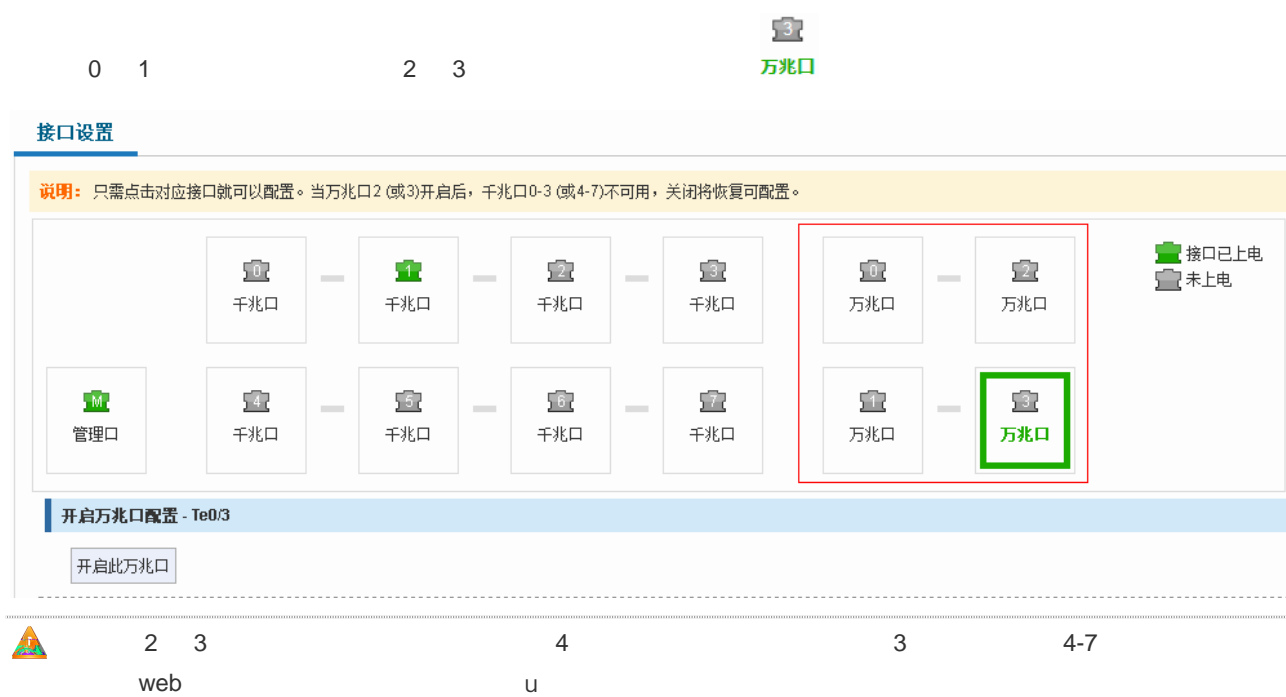 3
0 1 2 3 万兆口
接口设置
说明：只需点击对应接口就可以配置。当万兆口2 (或3)开启后，千兆口0-3 (或4-7)不可用，关闭将恢复可配置。
0 1 2 3 0 2 接口已上电
未上电
千兆口 千兆口 千兆口 千兆口 万兆口 万兆口
M 4 5 6 7 1 3
管理口 千兆口 千兆口 千兆口 千兆口 万兆口 万兆口
开启万兆口配置 - Te0/3
开启此万兆口
2 3 4 3 4-7
web u